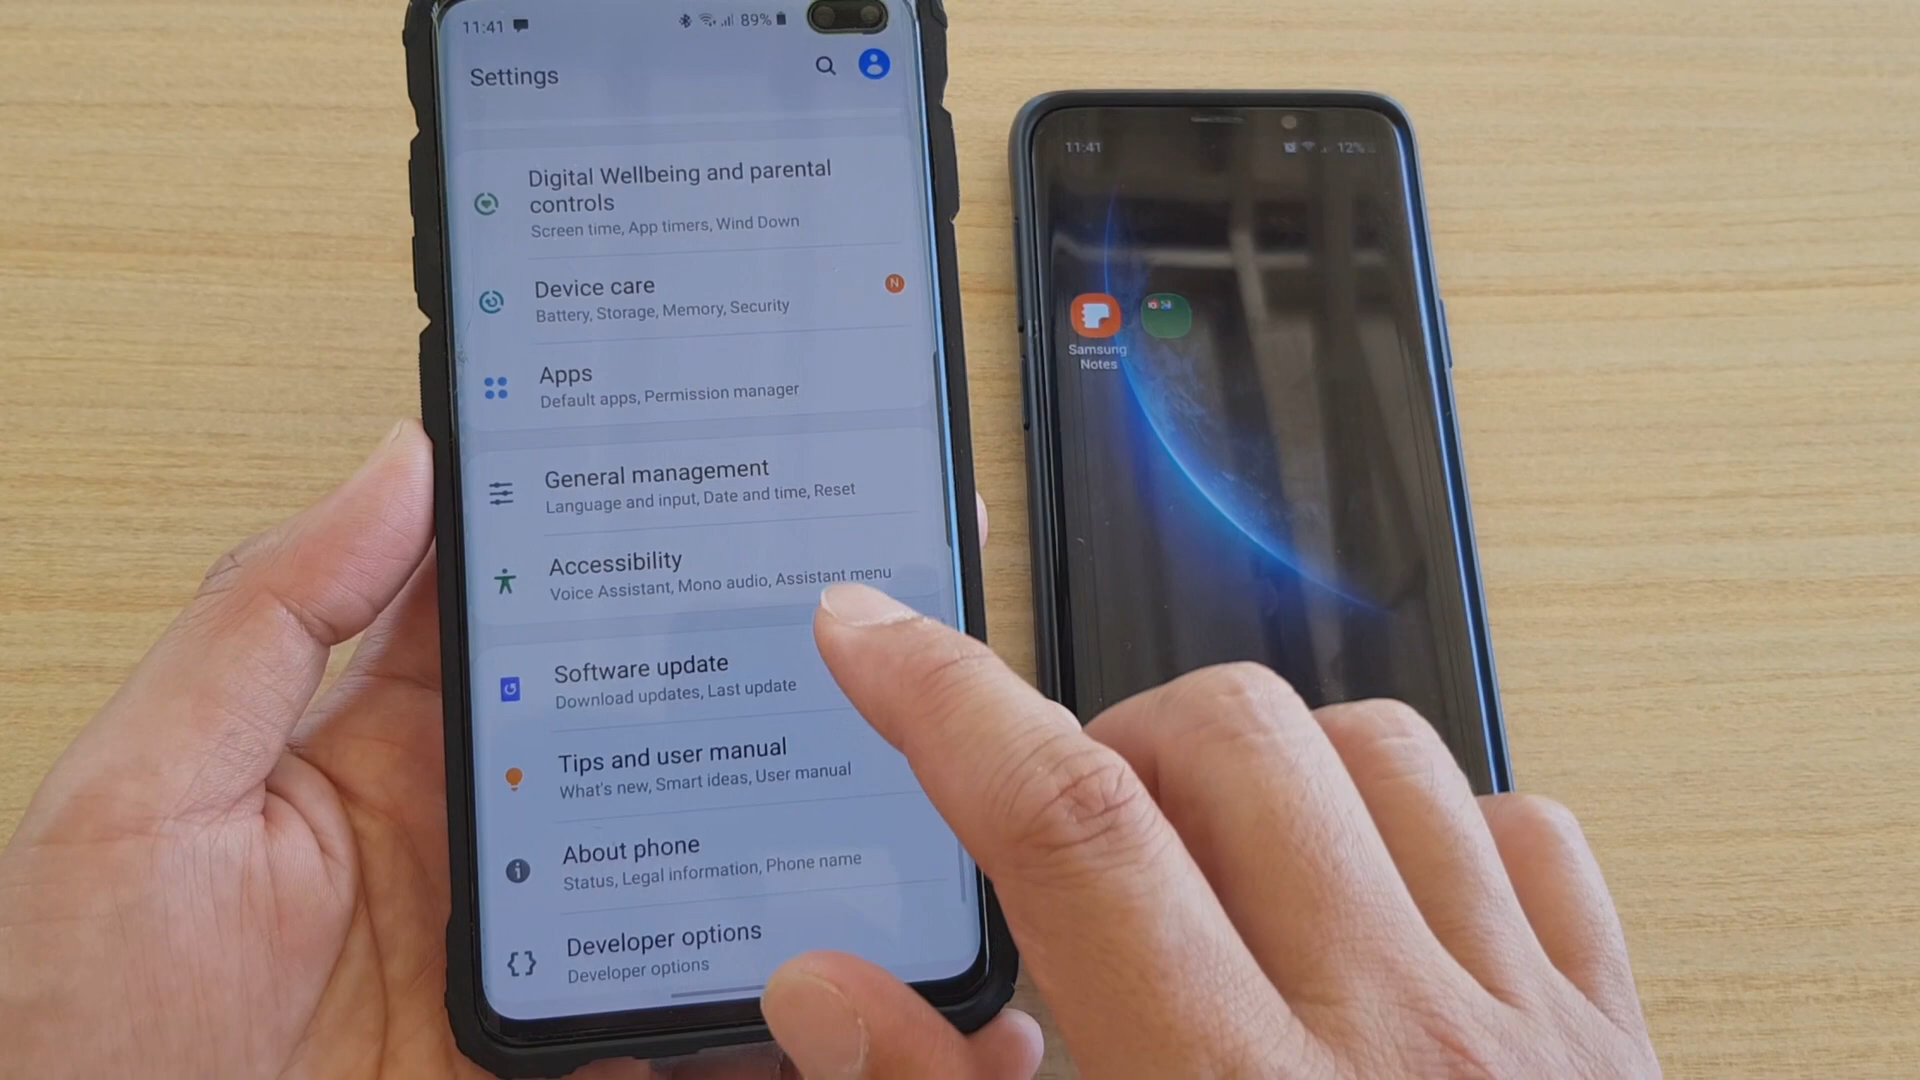 11:41
89%
Settings
Digital Wellbeing and parental
controls
Screen time, App timers, Wind Down
Device care
N
Battery, Storage, Memory, Security
Apps
Default apps, Permission manager
General management
Language and input, Date and time, Reset
Accessibility
Voice Assistant, Mono audio, Assistant menu
Software update
Download updates, Last update
Tips and user manual
What's new, Smart ideas, User manual
About phone
Status, Legal information, Phone name
Developer options
Developer options
11:41
12%
Samsung
Notes